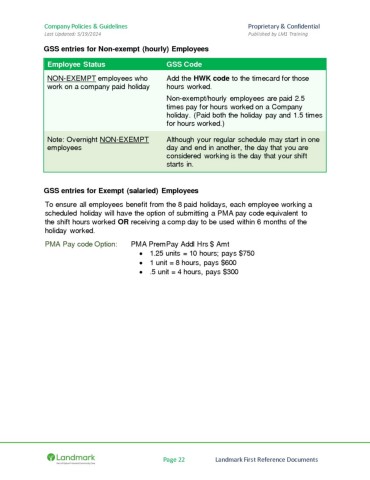 Company Policies & Guidelines Proprietary & Confidential
Last Updated: 5/19/2024 Published by LM1 Training
GSS entries for Non-exempt (hourly) Employees
Employee Status GSS Code
NON-EXEMPT employees who work on a company paid holiday
Add the HWK code to the timecard for those
hours worked.
Non-exempt/hourly employees are paid 2.5
times pay for hours worked on a Company
holiday. (Paid both the holiday pay and 1.5 times
for hours worked.)
Note: Overnight NON-EXEMPT
employees
Although your regular schedule may start in one
day and end in another, the day that you are
considered working is the day that your shift
starts in.
GSS entries for Exempt (salaried) Employees
To ensure all employees benefit from the 8 paid holidays, each employee working a
scheduled holiday will have the option of submitting a PMA pay code equivalent to
the shift hours worked OR receiving a comp day to be used within 6 months of the
holiday worked.
PMA Pay code Option: PMA PremPay Addl Hrs $ Amt
• 1.25 units = 10 hours; pays $750
• 1 unit = 8 hours, pays $600
• .5 unit = 4 hours, pays $300
Landmark
Page 22 Landmark First Reference Documents